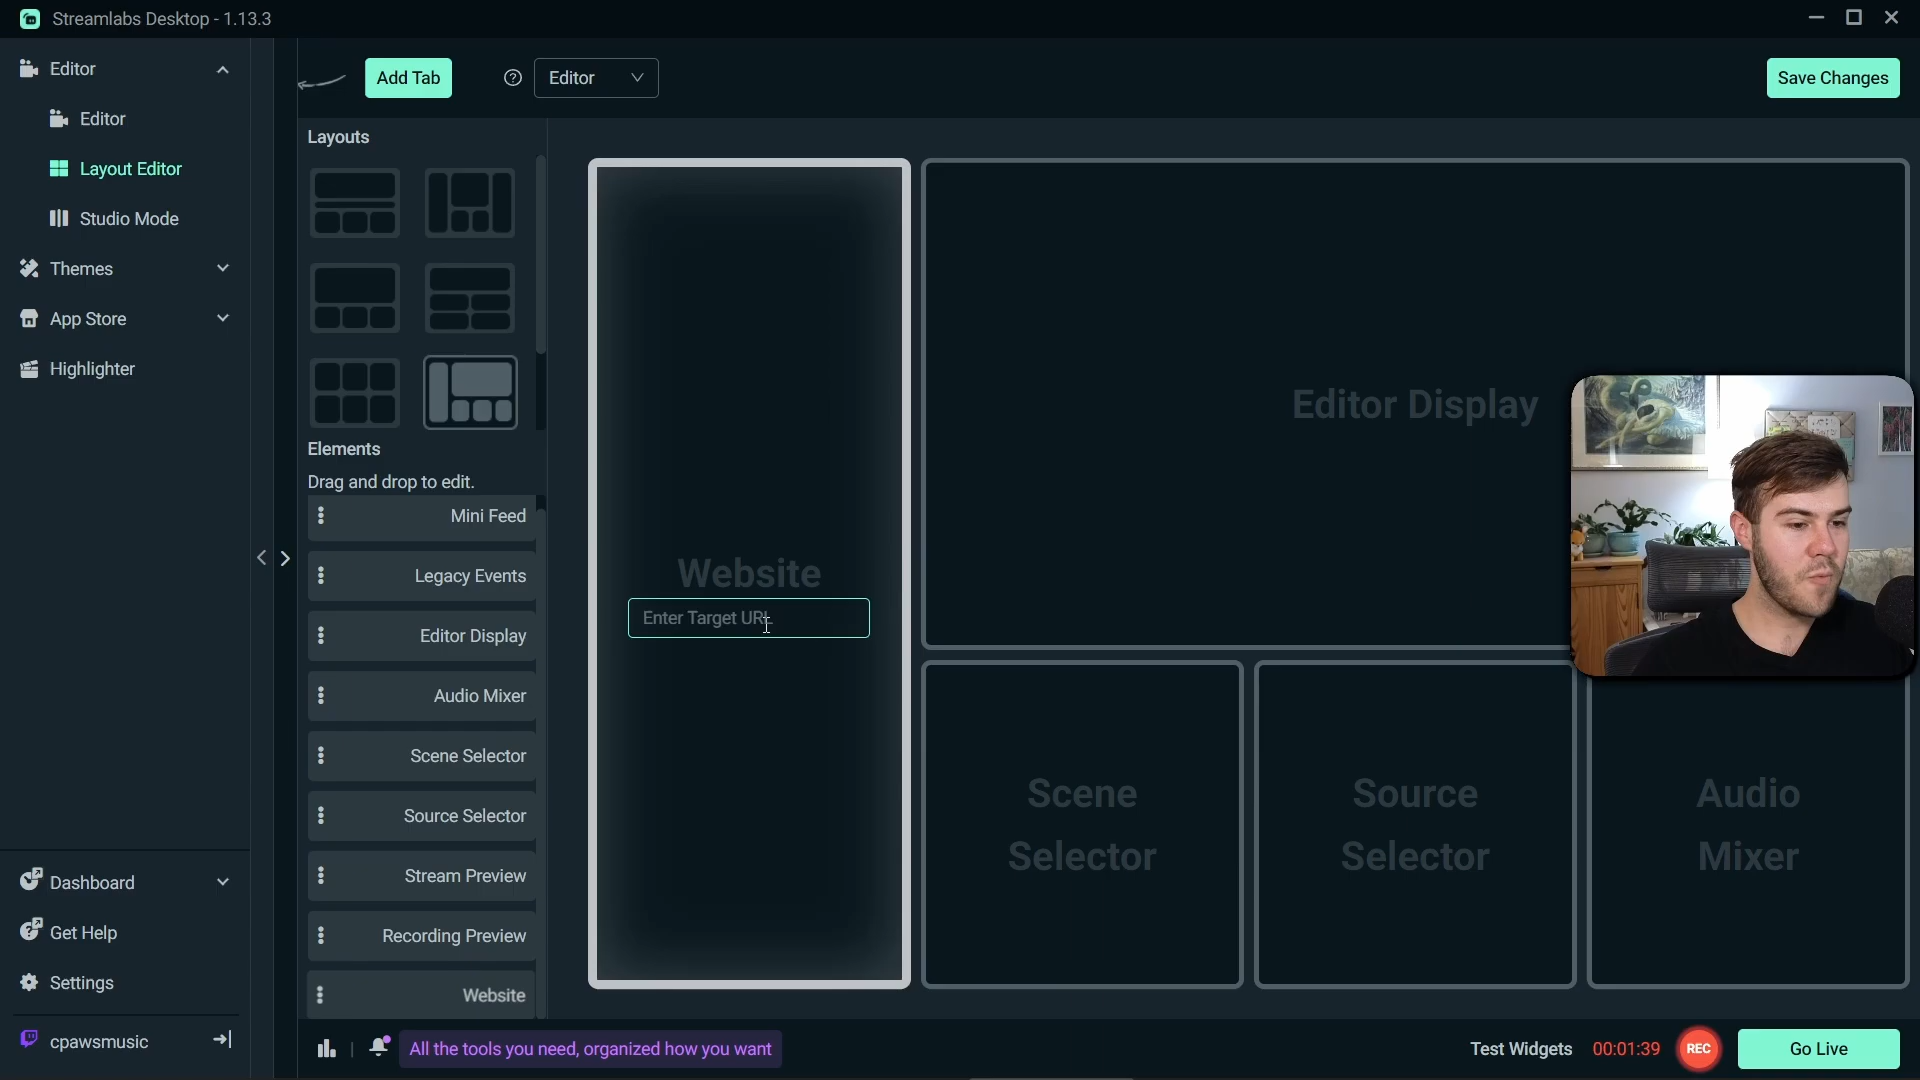 Streamlabs Desktop - 1.13.3
Editor
Editor
Layout Editor
Studio Mode
Themes
App Store
Highlighter
Dashboard
Get Help
Settings
cpawsmusic
Add Tab
Editor
Save Changes
Layouts
Elements
Drag and drop to edit.
Mini Feed
Legacy Events
Editor Display
Audio Mixer
Scene Selector
Source Selector
Stream Preview
Recording Preview
Website
Website
Enter Target URL
Editor Display
Scene
Selector
Source
Selector
Audio
Mixer
All the tools you need, organized how you want
Test Widgets
00:01:39
REC
Go Live